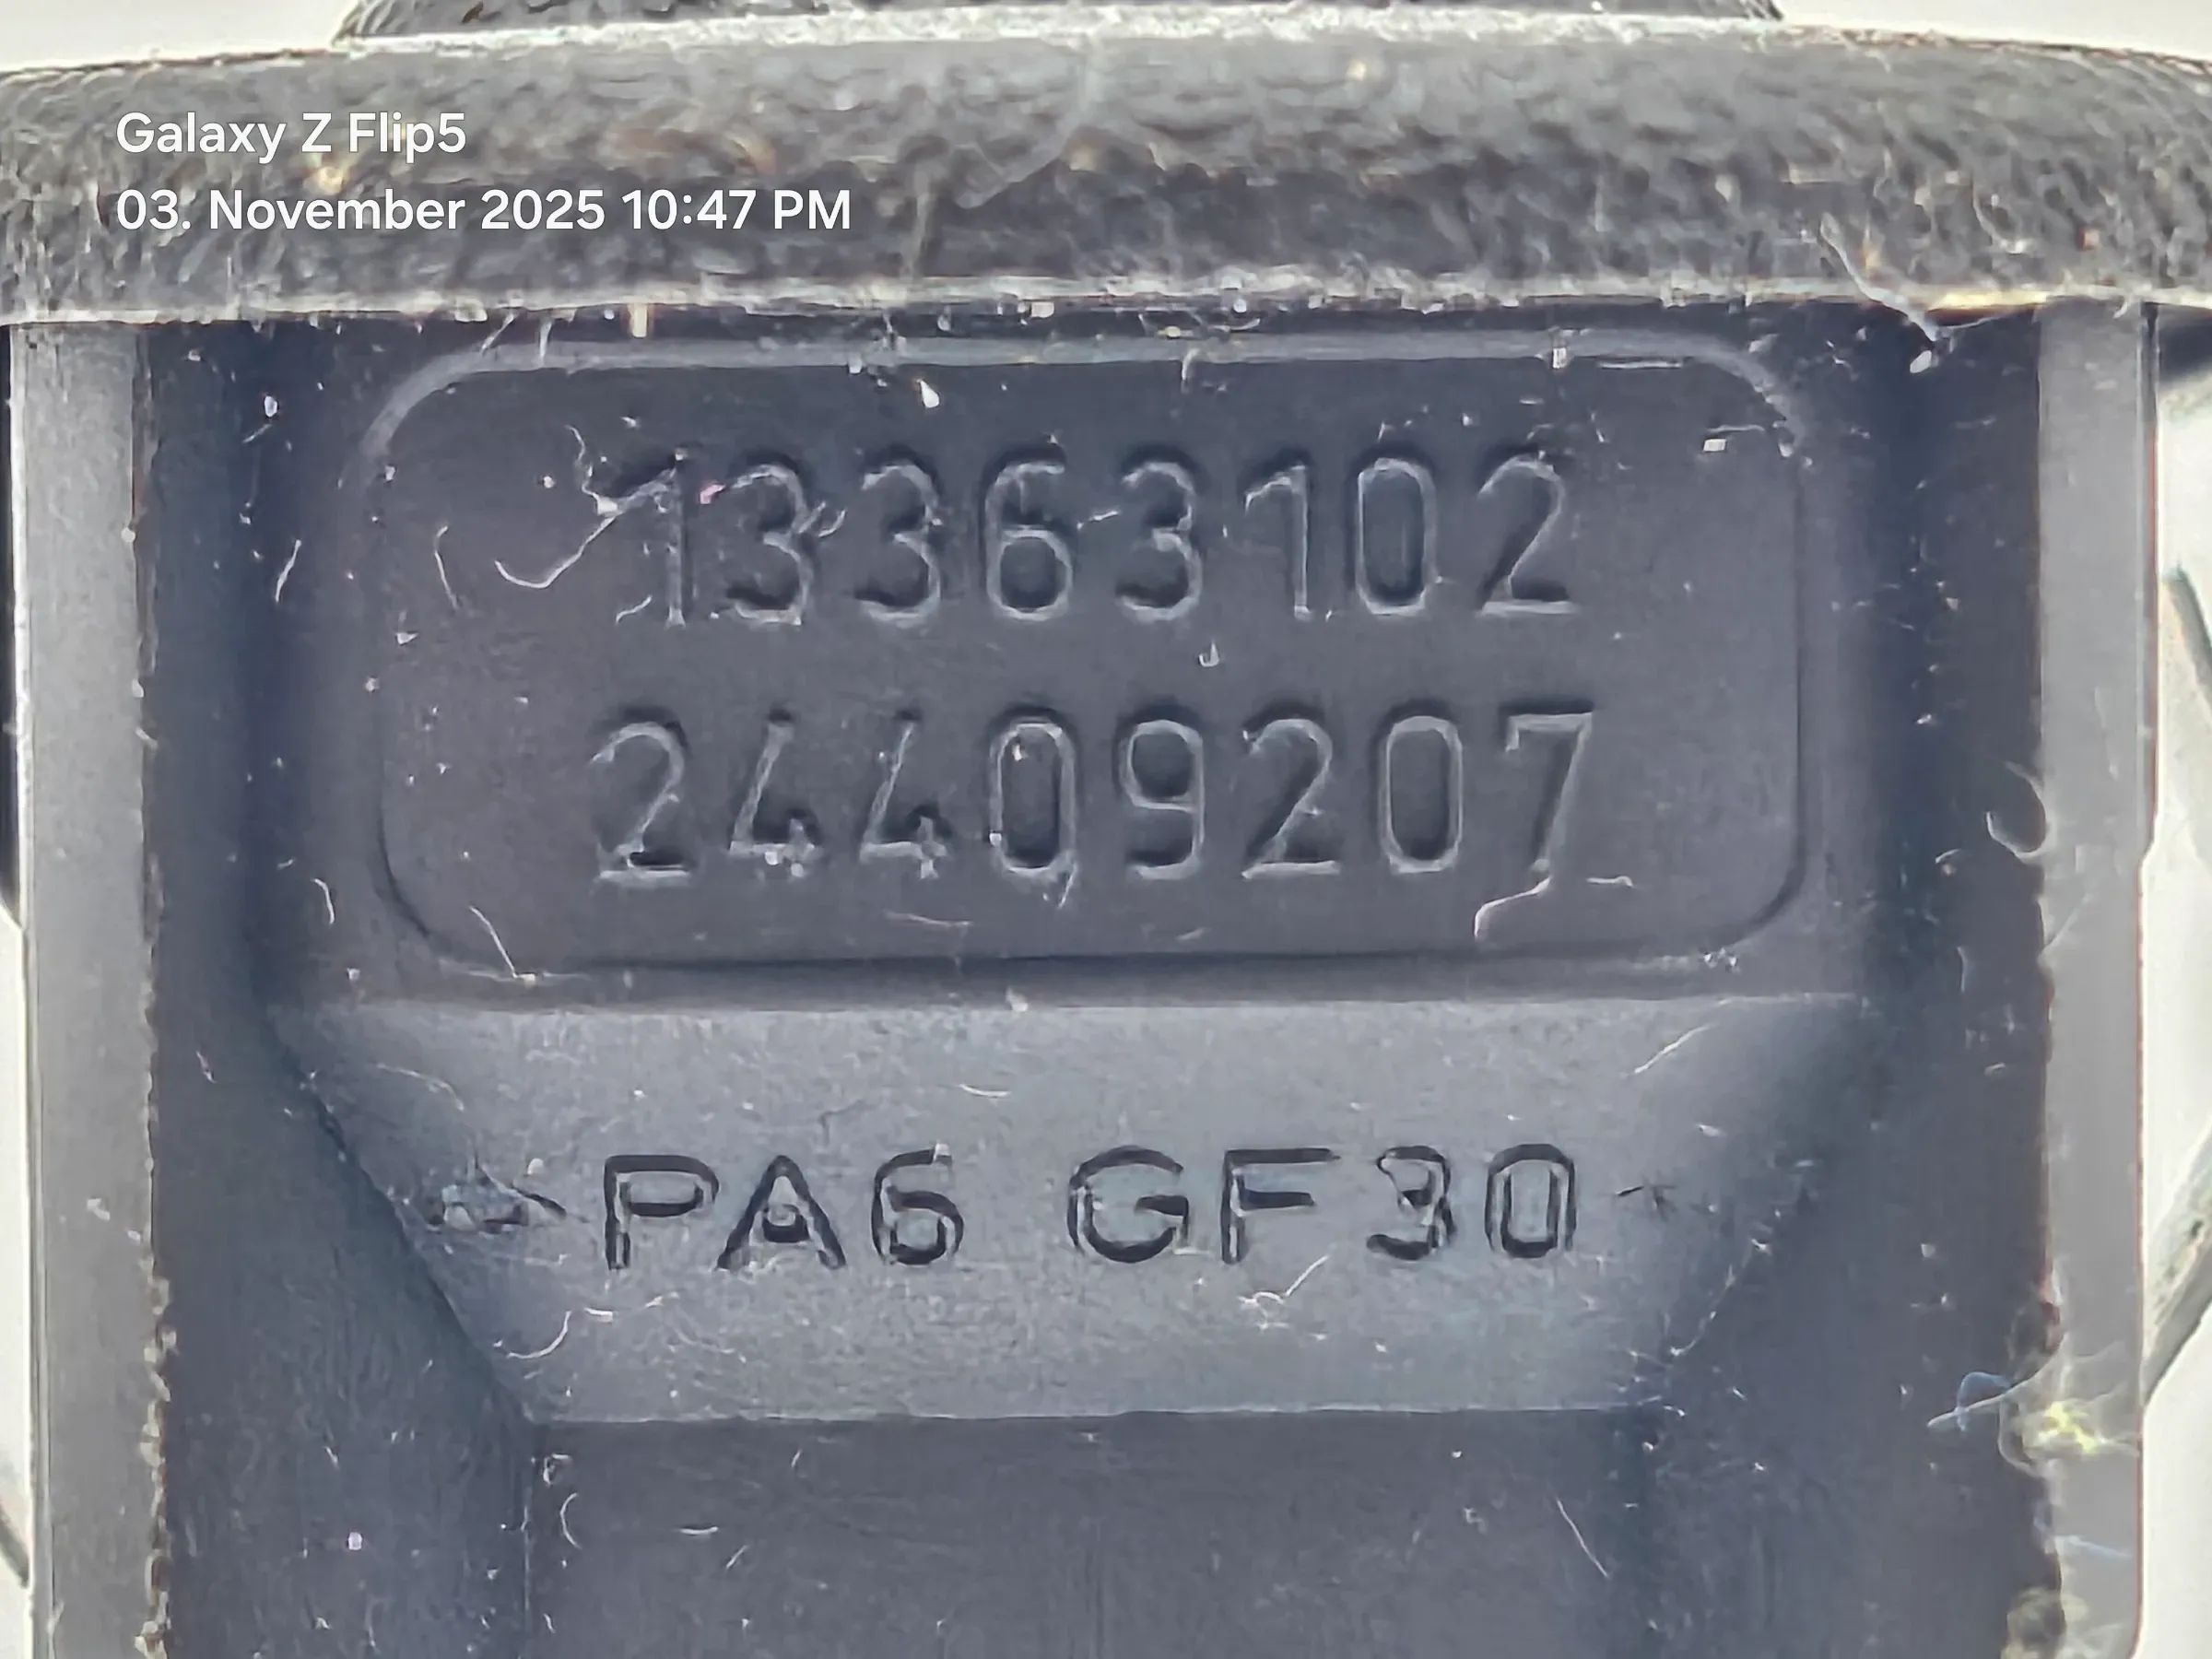 Galaxy Z Flip5
03. November 2025 10:47 PM
13363102
24409207
>PA6 GF30<